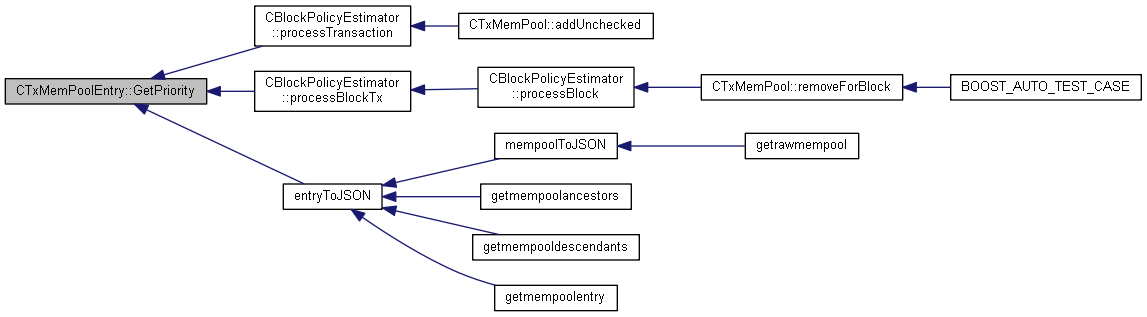 CTxMemPoolEntry::GetPriority
CBlockPolicyEstimator
::processTransaction
CTxMemPool::addUnchecked
CBlockPolicyEstimator
::processBlockTx
CBlockPolicyEstimator
::processBlock
CTxMemPool::removeForBlock
BOOST_AUTO_TEST_CASE
entryToJSON
mempoolToJSON
getrawmempool
getmempoolancestors
getmempooldescendants
getmempoolentry